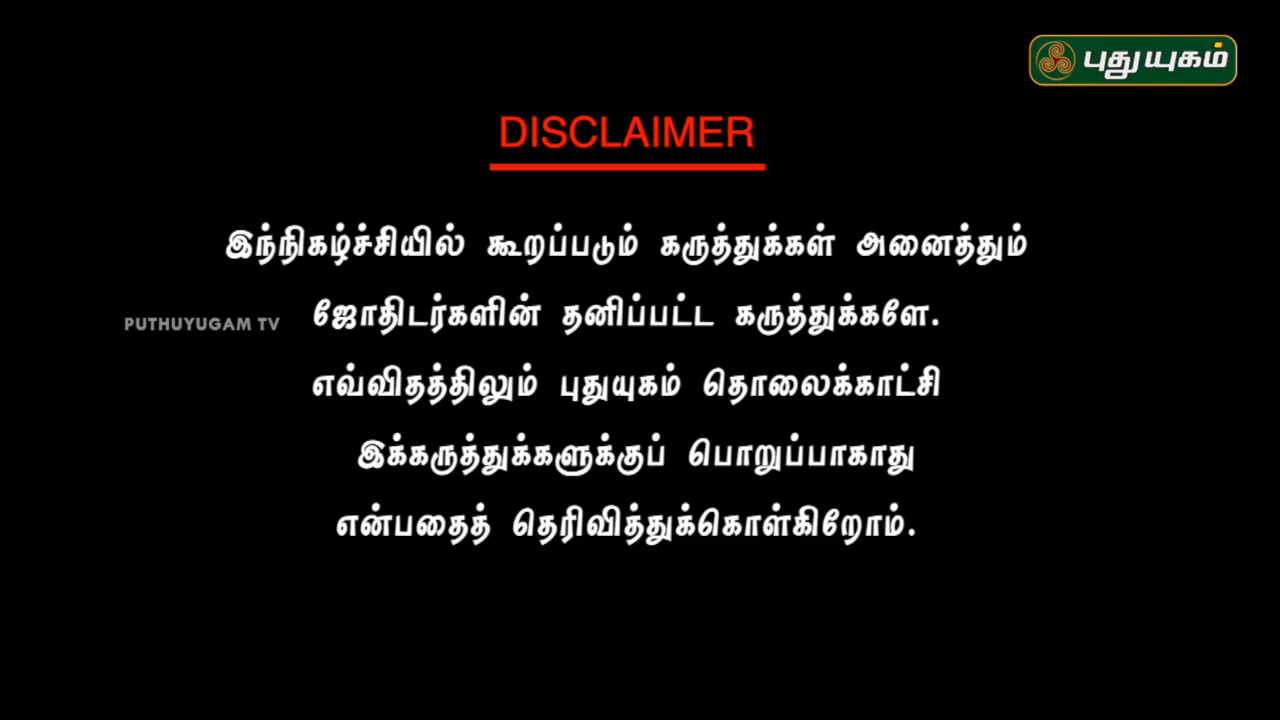 புதுயுகம்
DISCLAIMER
இந்நிகழ்ச்சியில் கூறப்படும் கருத்துக்கள் அனைத்தும்
PUTHUYUGAM TV
ஜோதிடர்களின் தனிப்பட்ட கருத்துக்களே.
எவ்விதத்திலும் புதுயுகம் தொலைக்காட்சி
இக்கருத்துக்களுக்குப் பொறுப்பாகாது
என்பதைத் தெரிவித்துக்கொள்கிறோம்.